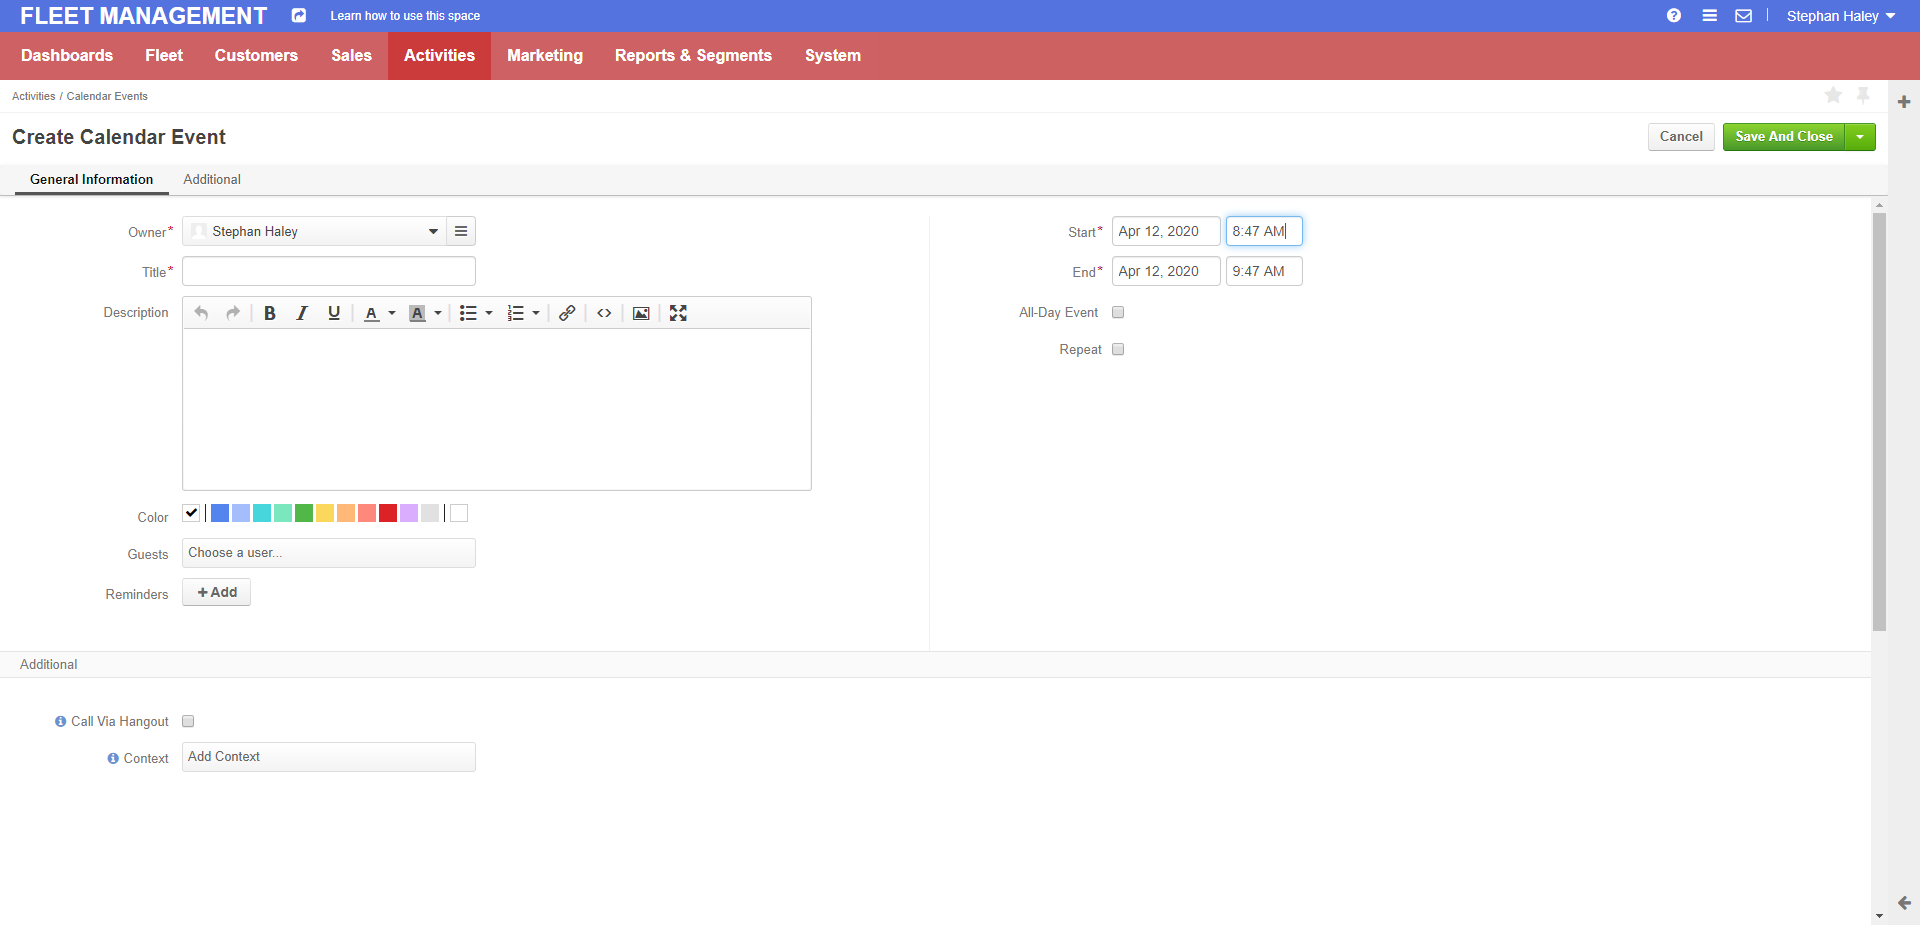 FLEET MANAGEMENT Learn how to use this space Stephan Haley
Dashboards Fleet Customers Sales Activities Marketing Reports & Segments System
Activities / Calendar Events
Create Calendar Event Cancel Save And Close
General Information Additional
Owner* Stephan Haley
Title*
Description
Color
Guests Choose a user...
Reminders + Add
Start* Apr 12, 2020 8:47 AM
End* Apr 12, 2020 9:47 AM
All-Day Event
Repeat
Additional
Call Via Hangout
Context Add Context